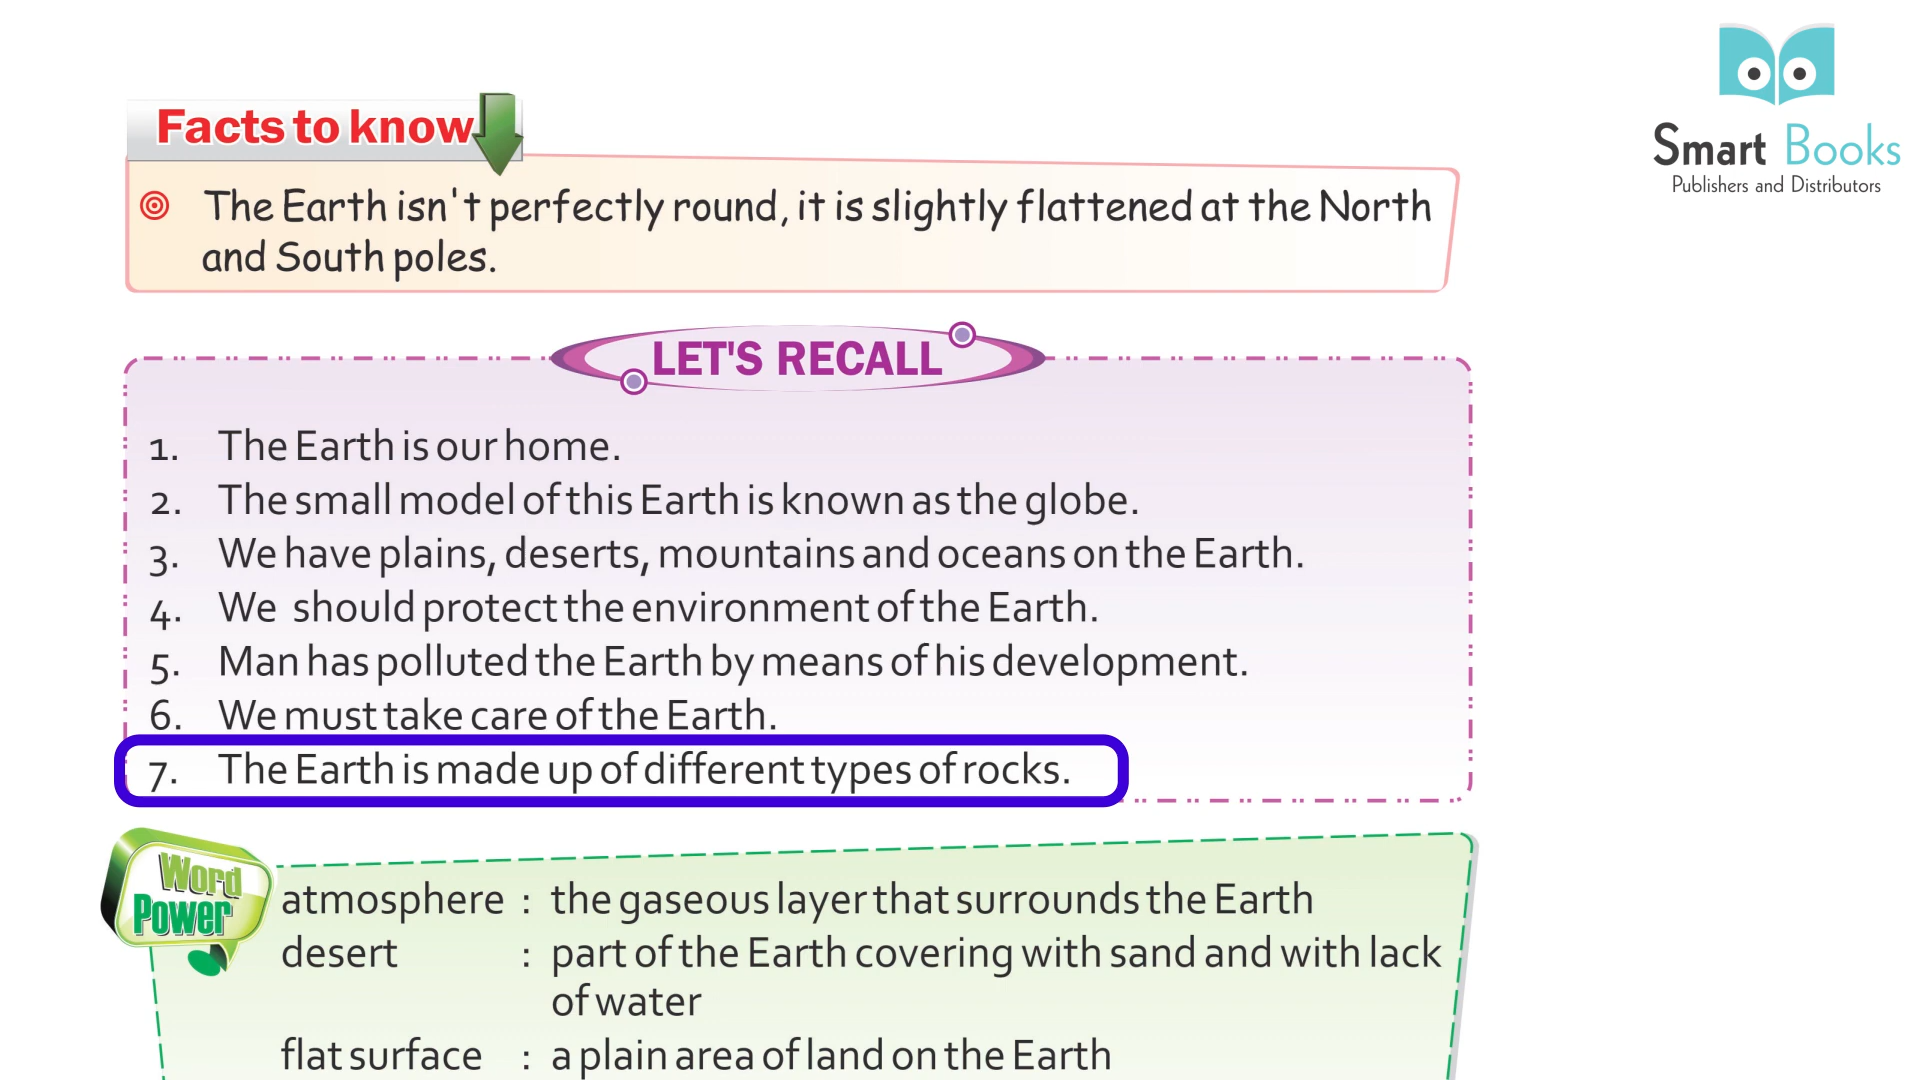 Smart Books
Publishers and Distributors
Facts to know
The Earth isn't perfectly round, it is slightly flattened at the North
and South poles.
LET'S RECALL
1. The Earth is our home.
2. The small model of this Earth is known as the globe.
3. We have plains, deserts, mountains and oceans on the Earth.
4. We should protect the environment of the Earth.
5. Man has polluted the Earth by means of his development.
6. We must take care of the Earth.
7. The Earth is made up of different types of rocks.
Word
Power
atmosphere : the gaseous layer that surrounds the Earth
desert : part of the Earth covering with sand and with lack
of water
flat surface : a plain area of land on the Earth